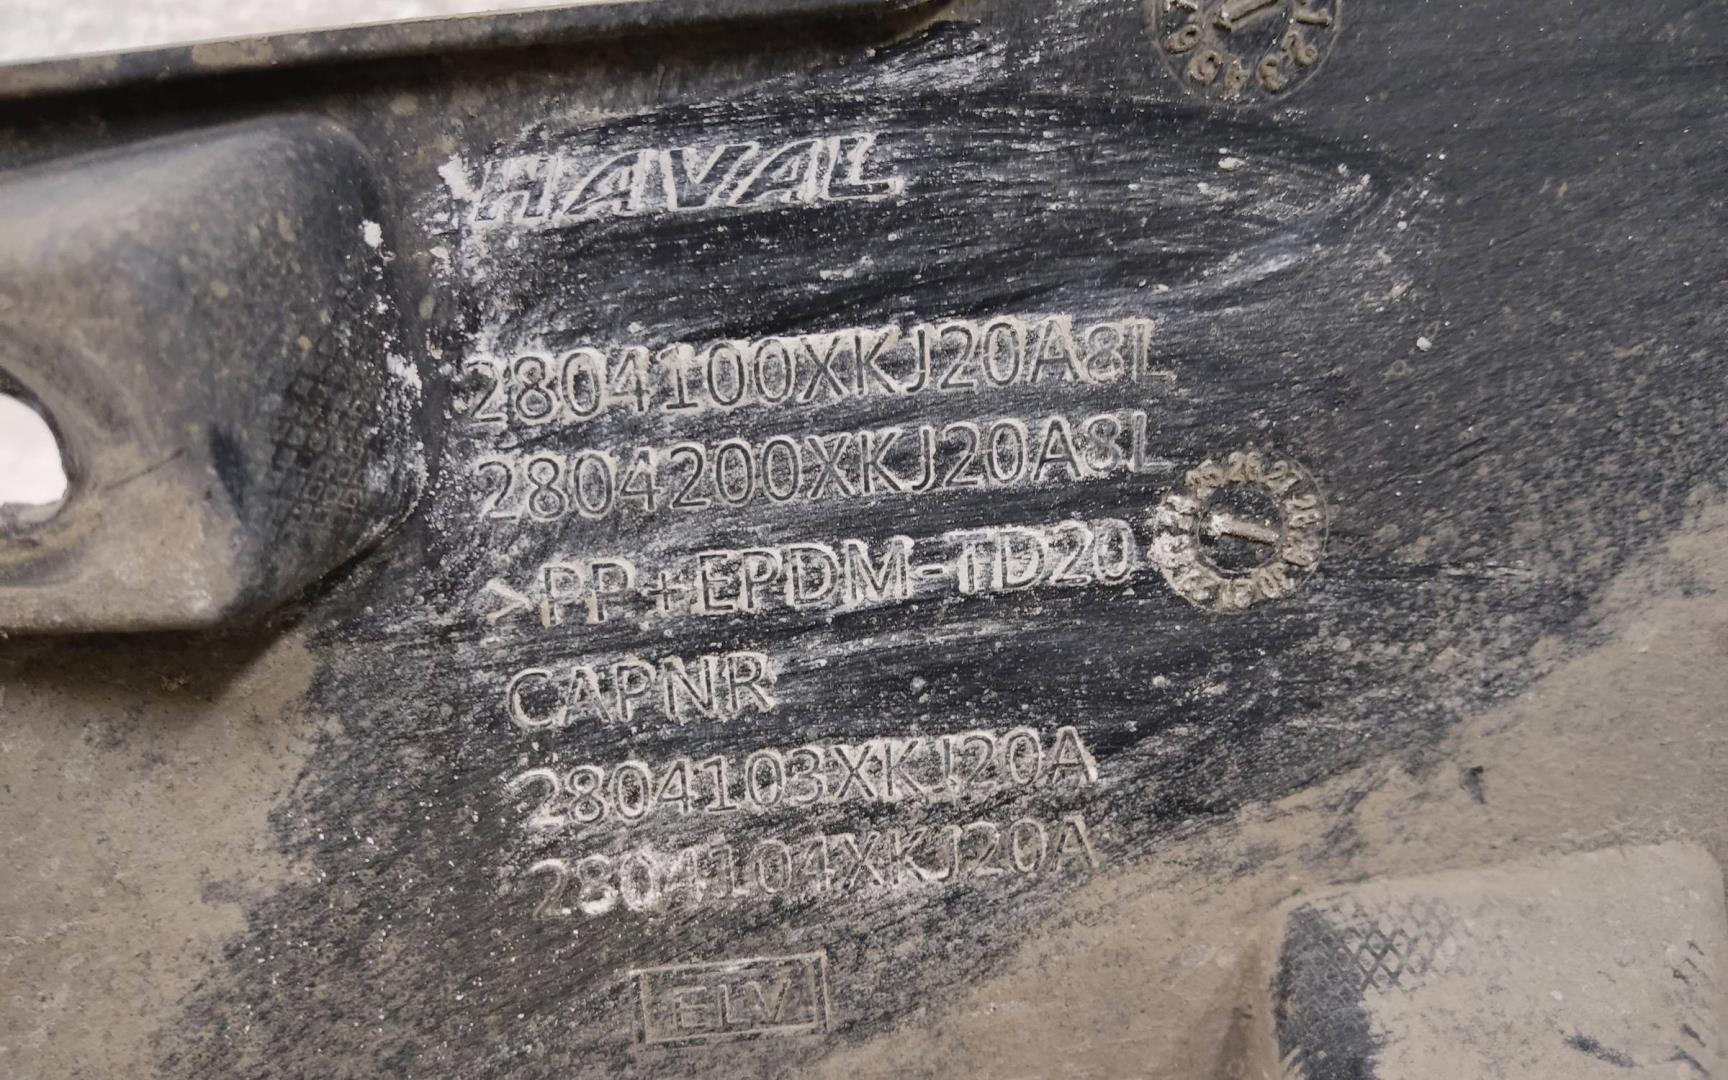 HAVAL
2804100XKJ20A8L
2804200XKJ20A8L
>PP+EPDM-TD20
CAPNR
2804103XKJ20A
2804104XKJ20A
ELV